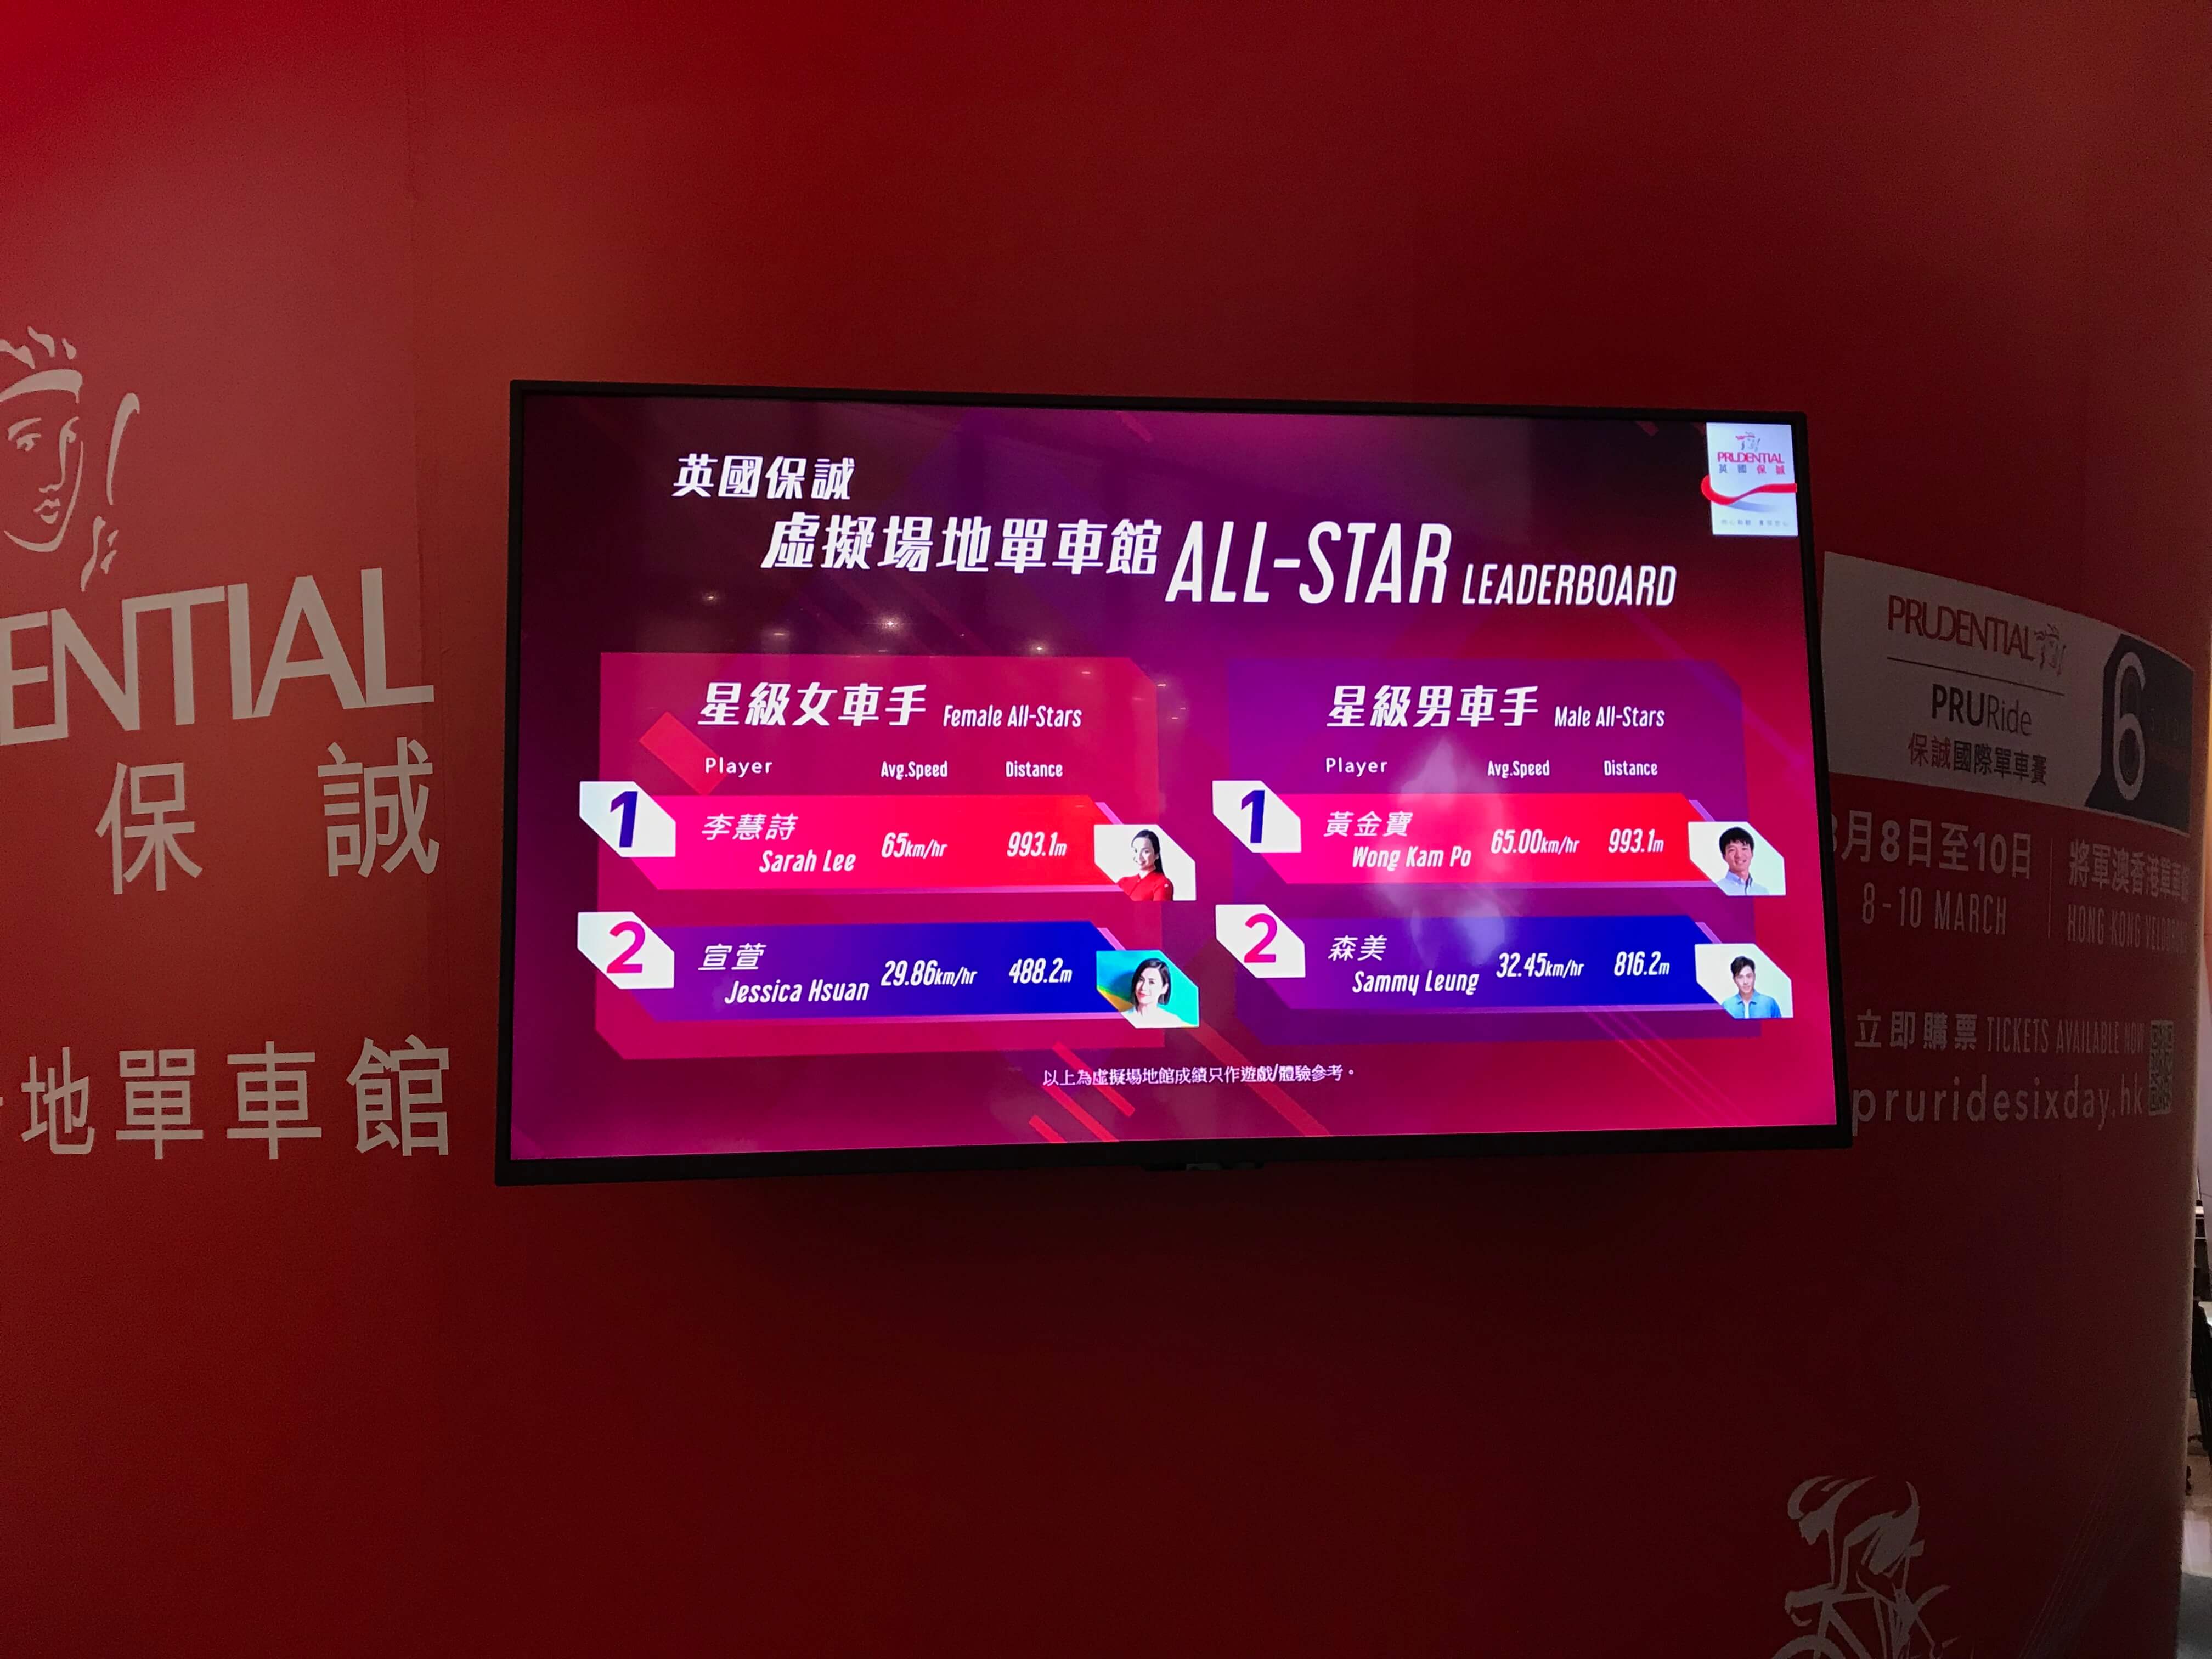 ENTIAL
保 誠
地單車館
英國保誠
虛擬場地單車館 ALL-STAR LEADERBOARD
PRUDENTIAL
英國保誠
星級女車手 Female All-Stars
Player Avg.Speed Distance
1 李慧詩 Sarah Lee 65km/hr 993.1m
2 宣萱 Jessica Hsuan 29.86km/hr 488.2m
星級男車手 Male All-Stars
Player Avg.Speed Distance
1 黃金寶 Wong Kam Po 65.00km/hr 993.1m
2 森美 Sammy Leung 32.45km/hr 816.2m
以上為虛擬場地館成績只作遊戲/體驗參考。
PRUDENTIAL
PRURide
保誠國際單車賽
6
月8日至10日
8-10 MARCH
將軍澳香港單車
HONG KONG
立即購票 TICKETS AVAILABLE NOW
pruridesixday.hk